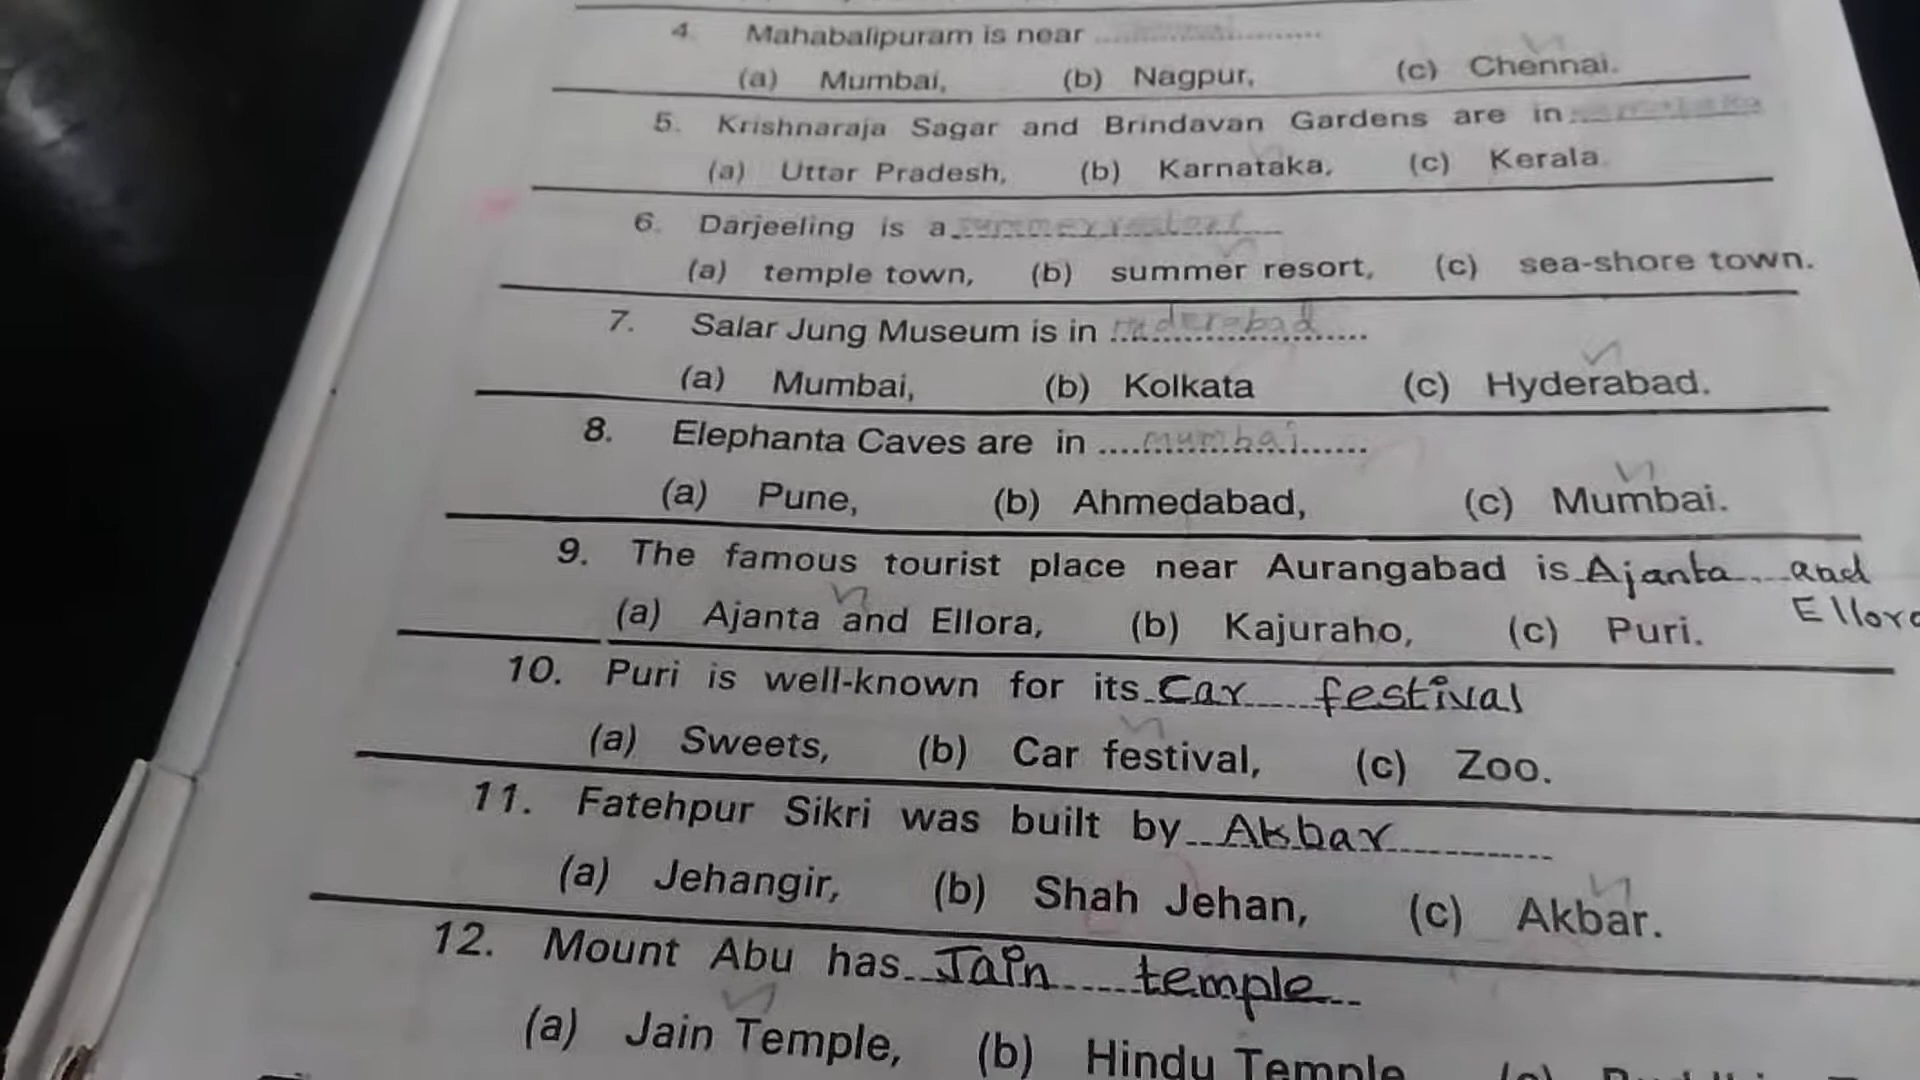 4. Mahabalipuram is near ....................
(a) Mumbai, (b) Nagpur, (c) Chennai.
5. Krishnaraja Sagar and Brindavan Gardens are in
(a) Uttar Pradesh, (b) Karnataka, (c) Kerala.
6. Darjeeling is a
(a) temple town, (b) summer resort, (c) sea-shore town.
7. Salar Jung Museum is in ....................
(a) Mumbai, (b) Kolkata (c) Hyderabad.
8. Elephanta Caves are in ....mumbai......
(a) Pune, (b) Ahmedabad, (c) Mumbai.
9. The famous tourist place near Aurangabad is Ajanta and
Ellora
(a) Ajanta and Ellora, (b) Kajuraho, (c) Puri.
10. Puri is well-known for its Car festival
(a) Sweets, (b) Car festival, (c) Zoo.
11. Fatehpur Sikri was built by Akbar
(a) Jehangir, (b) Shah Jehan, (c) Akbar.
12. Mount Abu has Jain temple
(a) Jain Temple, (b) Hindu Temple